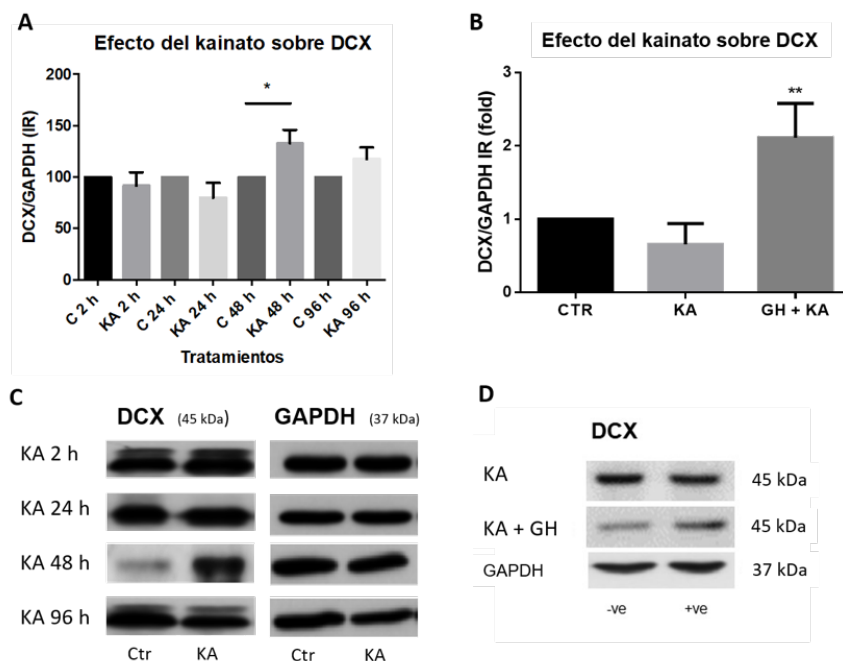 A
Efecto del kainato sobre DCX
DCX/GAPDH (IR)
200
150
100
50
0
*
C 2 h
KA 2 h
C 24 h
KA 24 h
C 48 h
KA 48 h
C 96 h
KA 96 h
Tratamientos
B
Efecto del kainato sobre DCX
DCX/GAPDH IR (fold)
3
2
1
0
**
CTR KA GH + KA
C
DCX (45 kDa) GAPDH (37 kDa)
KA 2 h
KA 24 h
KA 48 h
KA 96 h
Ctr KA Ctr KA
D
DCX
KA 45 kDa
KA + GH 45 kDa
GAPDH 37 kDa
-ve +ve